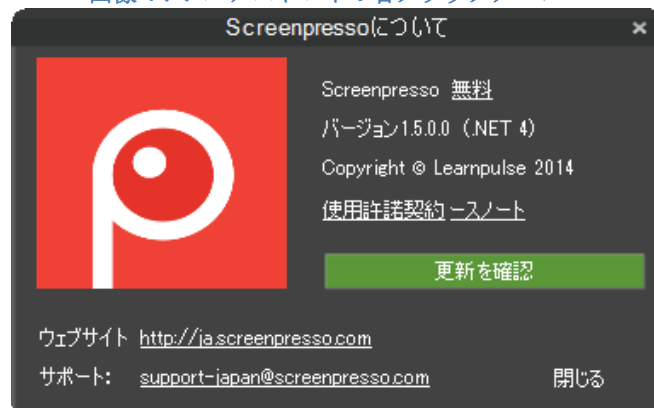 Screenpressoについて ×
Screenpresso 無料
バージョン1.5.0.0 (.NET 4)
Copyright © Learnpulse 2014
使用許諾契約 ースノート
更新を確認
ウェブサイト http://ja.screenpresso.com
サポート: support-japan@screenpresso.com 閉じる